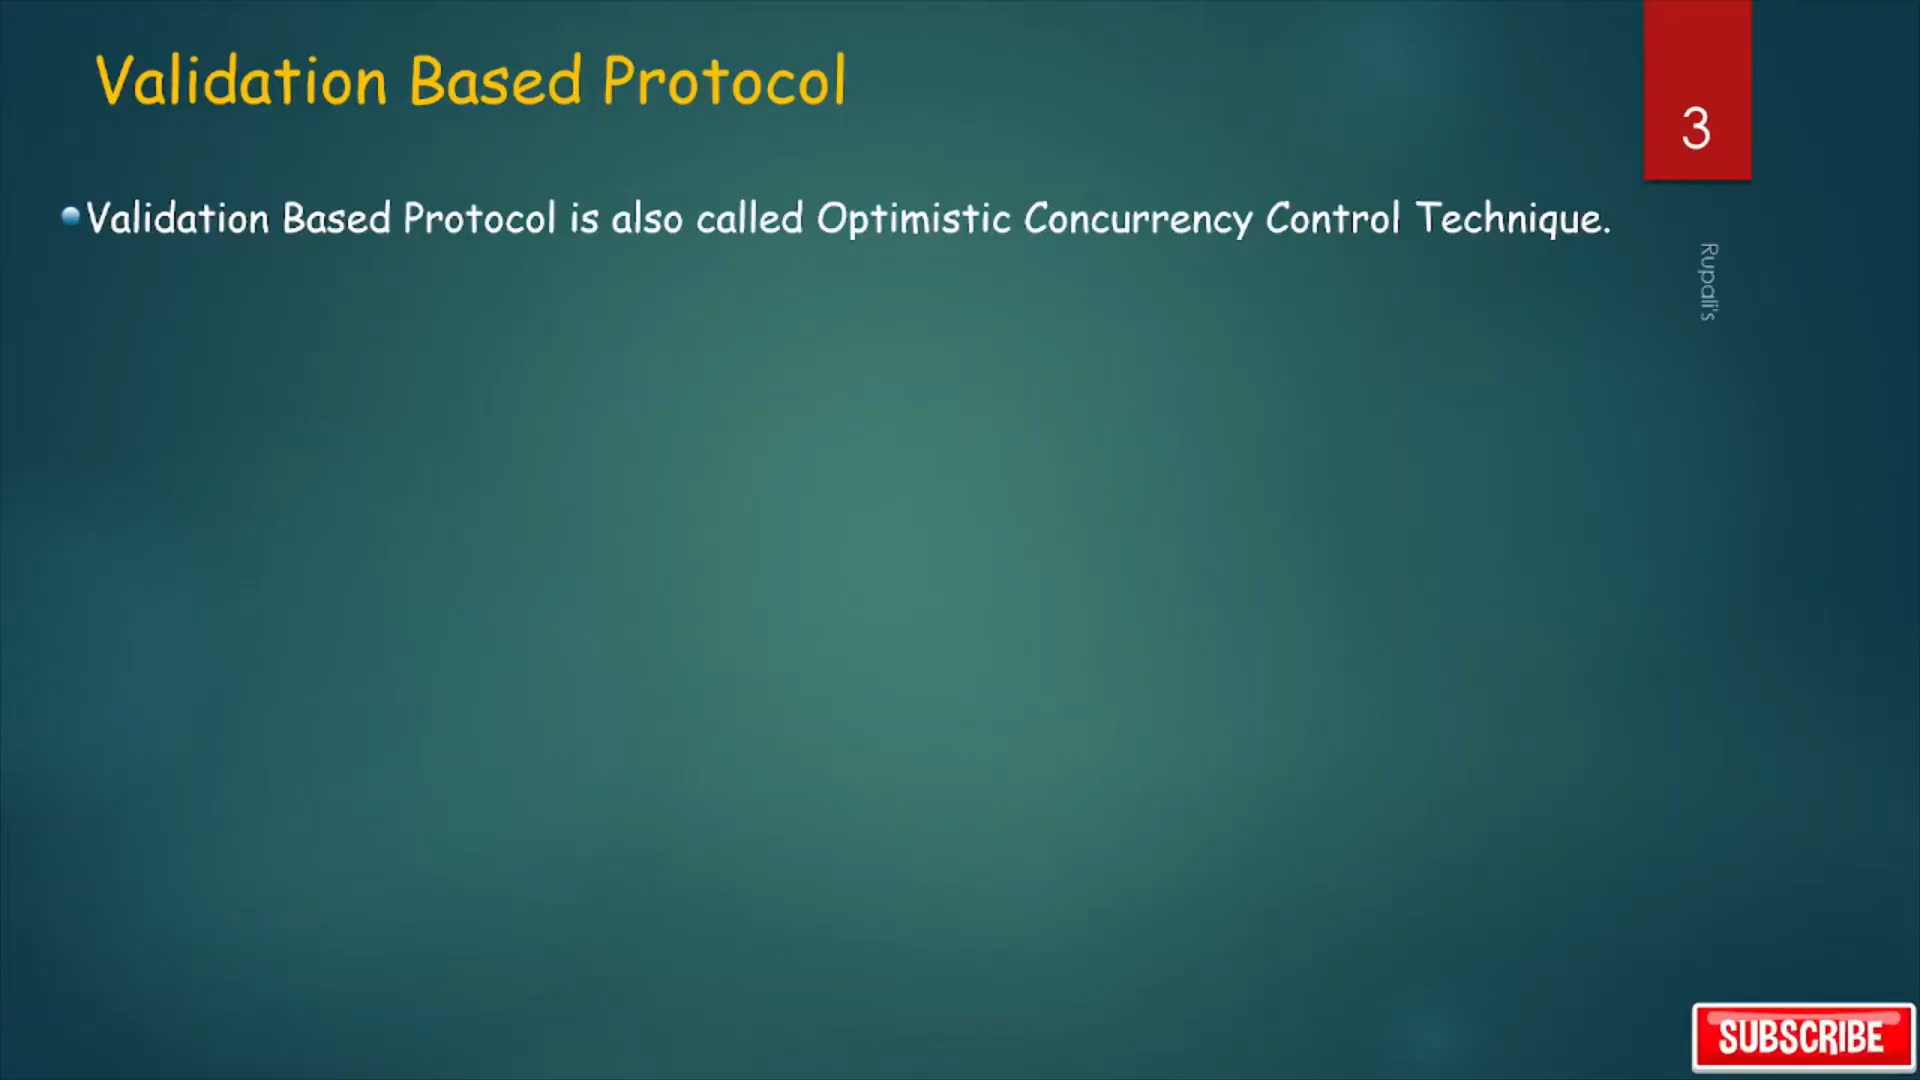 Validation Based Protocol
3
Validation Based Protocol is also called Optimistic Concurrency Control Technique.
Rupali's
SUBSCRIBE